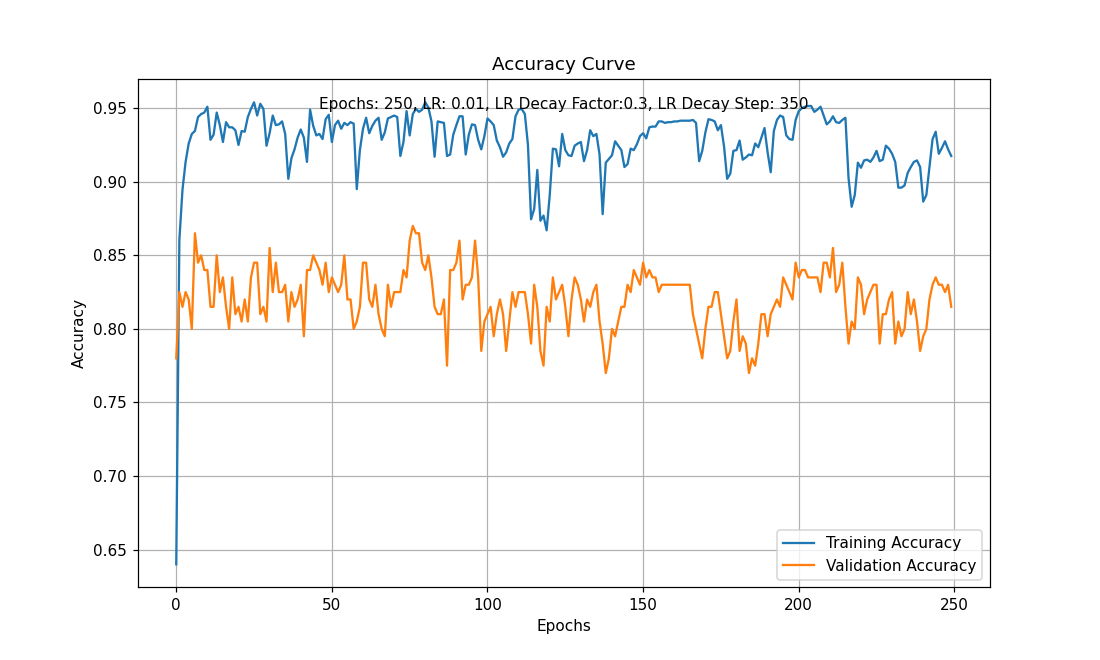 Accuracy Curve
Epochs: 250, LR: 0.01, LR Decay Factor:0.3, LR Decay Step: 350
0.95
0.90
0.85
0.80
0.75
0.70
0.65
Accuracy
Training Accuracy
Validation Accuracy
0 50 100 150 200 250
Epochs